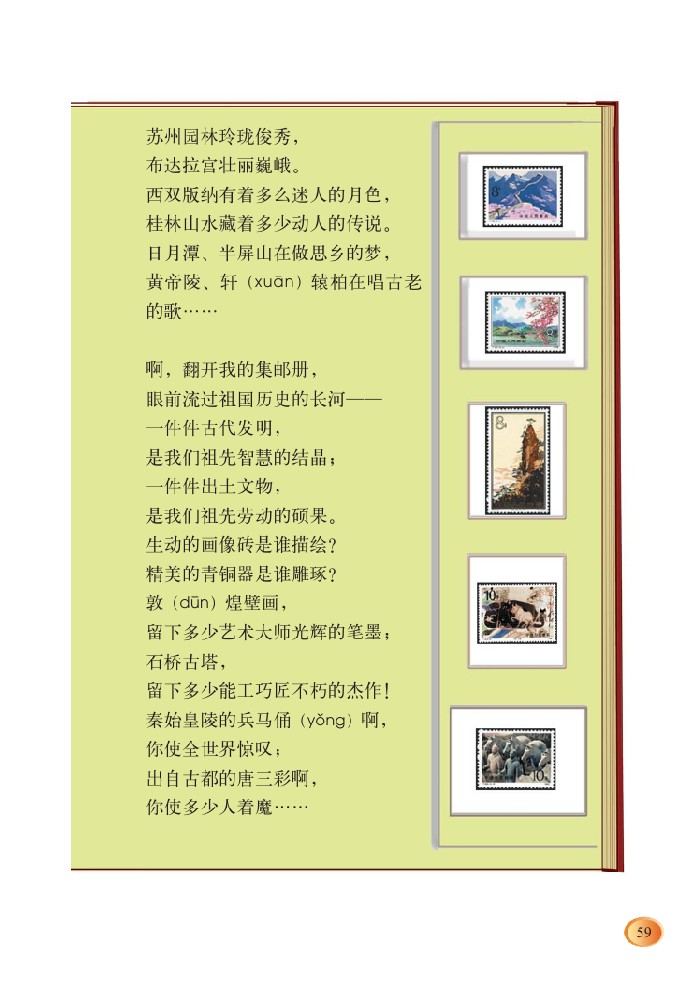 苏州园林玲珑俊秀，
布达拉宫壮丽巍峨。
西双版纳有着多么迷人的月色，
桂林山水藏着多少动人的传说。
日月潭、半屏山在做思乡的梦，
黄帝陵、轩（xuān）辕柏在唱古老
的歌……
啊，翻开我的集邮册，
眼前流过祖国历史的长河——
一件件古代发明，
是我们祖先智慧的结晶；
一件件出土文物，
是我们祖先劳动的硕果。
生动的画像砖是谁描绘？
精美的青铜器是谁雕琢？
敦（dūn）煌壁画，
留下多少艺术大师光辉的笔墨；
石桥古塔，
留下多少能工巧匠不朽的杰作！
秦始皇陵的兵马俑（yǒng）啊，
你使全世界惊叹；
出自古都的唐三彩啊，
你使多少人着魔……
8
8
10
10
59